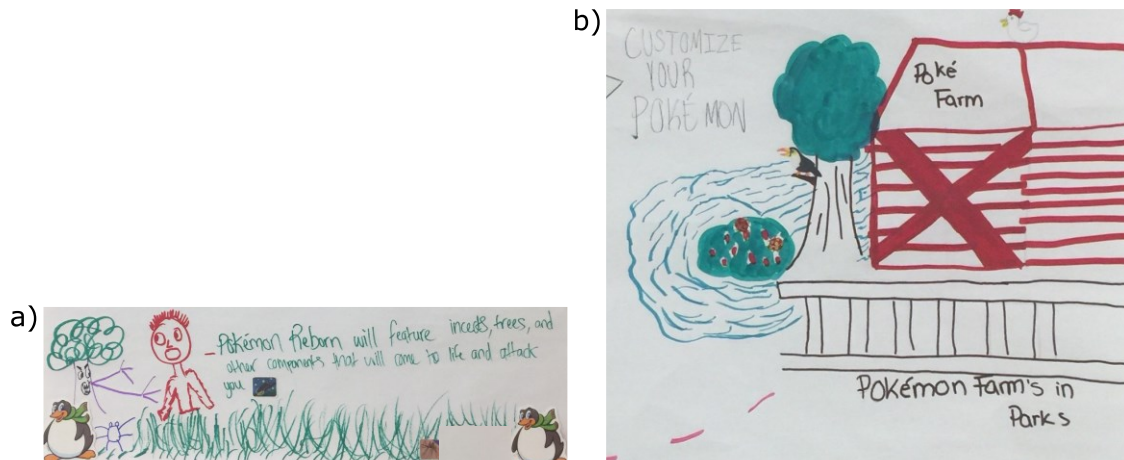 a)
Pokémon Reborn will feature incests, trees, and
other components that will come to life and attack
you
b)
CUSTOMIZE
YOUR
POKÉMON
Poké
Farm
Pokémon Farm's in
Parks